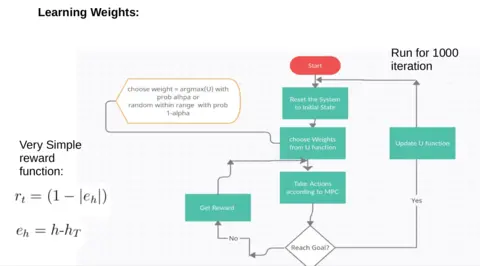 Learning Weights:
Run for 1000
iteration
Start
choose weight = argmax(U) with
prob alhpa or
random within range with prob
1-alpha
Reset the System
to Initial State
Very Simple
reward
function:
choose Weights
from U Function
Update U function
r_t = (1 − |e_h|)
Take Actions
according to MPC
e_h = h-h_T
Get Reward
Yes
No
Reach Goal?